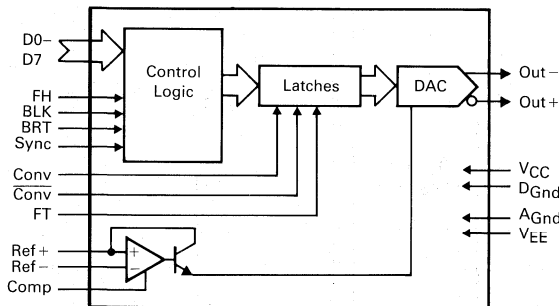 D0-
D7
FH
BLK
BRT
Sync
Conv
C̅o̅n̅v̅
FT
Ref+
Ref-
Comp
Control
Logic
Latches
DAC
+
-
Out-
Out+
VCC
DGnd
AGnd
VEE